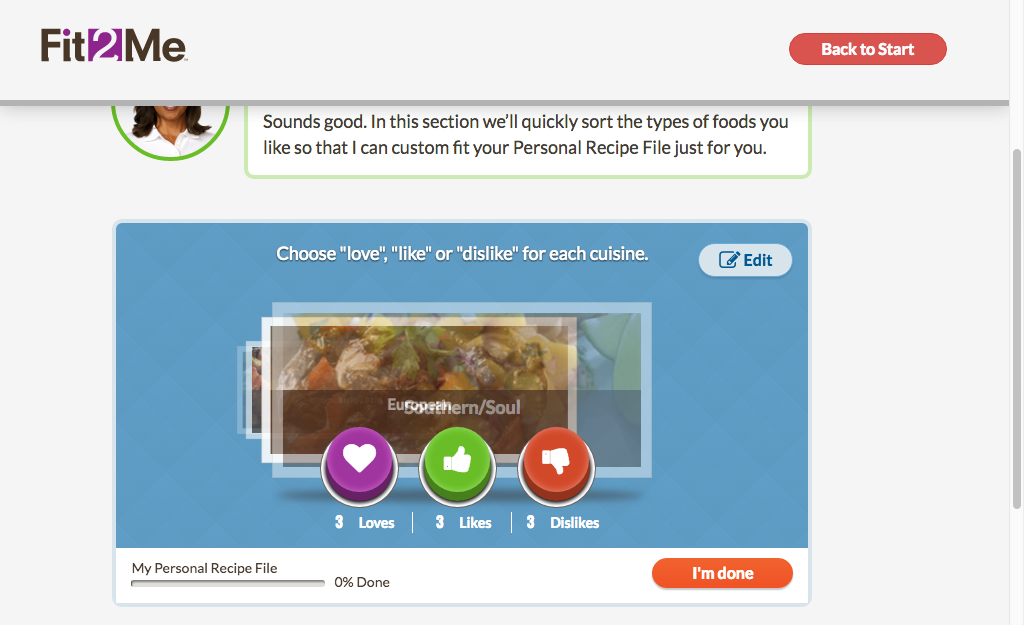 Fit2Me
Back to Start
Sounds good. In this section we'll quickly sort the types of foods you
like so that I can custom fit your Personal Recipe File just for you.
Choose "love", "like" or "dislike" for each cuisine.
Edit
European
Southern/Soul
3 Loves
3 Likes
3 Dislikes
My Personal Recipe File
0% Done
I'm done